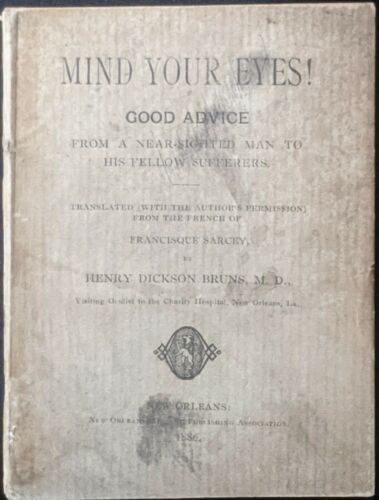 MIND YOUR EYES!
GOOD ADVICE
FROM A NEAR-SIGHTED MAN TO
HIS FELLOW SUFFERERS.
TRANSLATED (WITH THE AUTHOR'S PERMISSION)
FROM THE FRENCH OF
FRANCISQUE SARCEY,
BY
HENRY DICKSON BRUNS, M. D.,
Visiting Oculist to the Charity Hospital, New Orleans, La.
NEW ORLEANS:
NEW ORLEANS PUBLISHING ASSOCIATION.
1886.